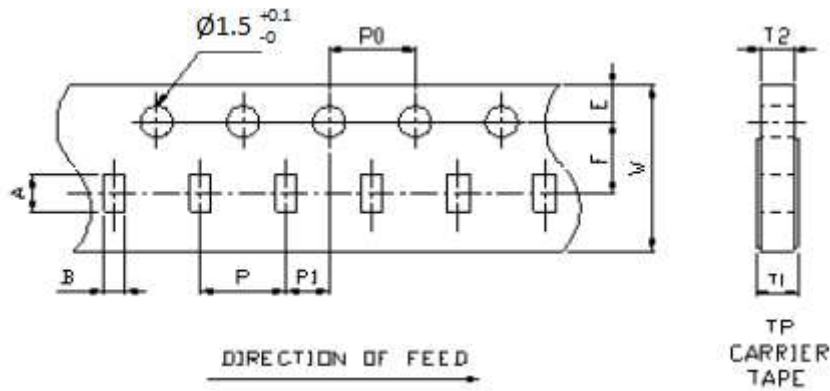 Ø1.5 +0.1 -0
P0
T2
E
F
W
A
B
P
P1
T1
DIRECTION OF FEED
TP
CARRIER
TAPE